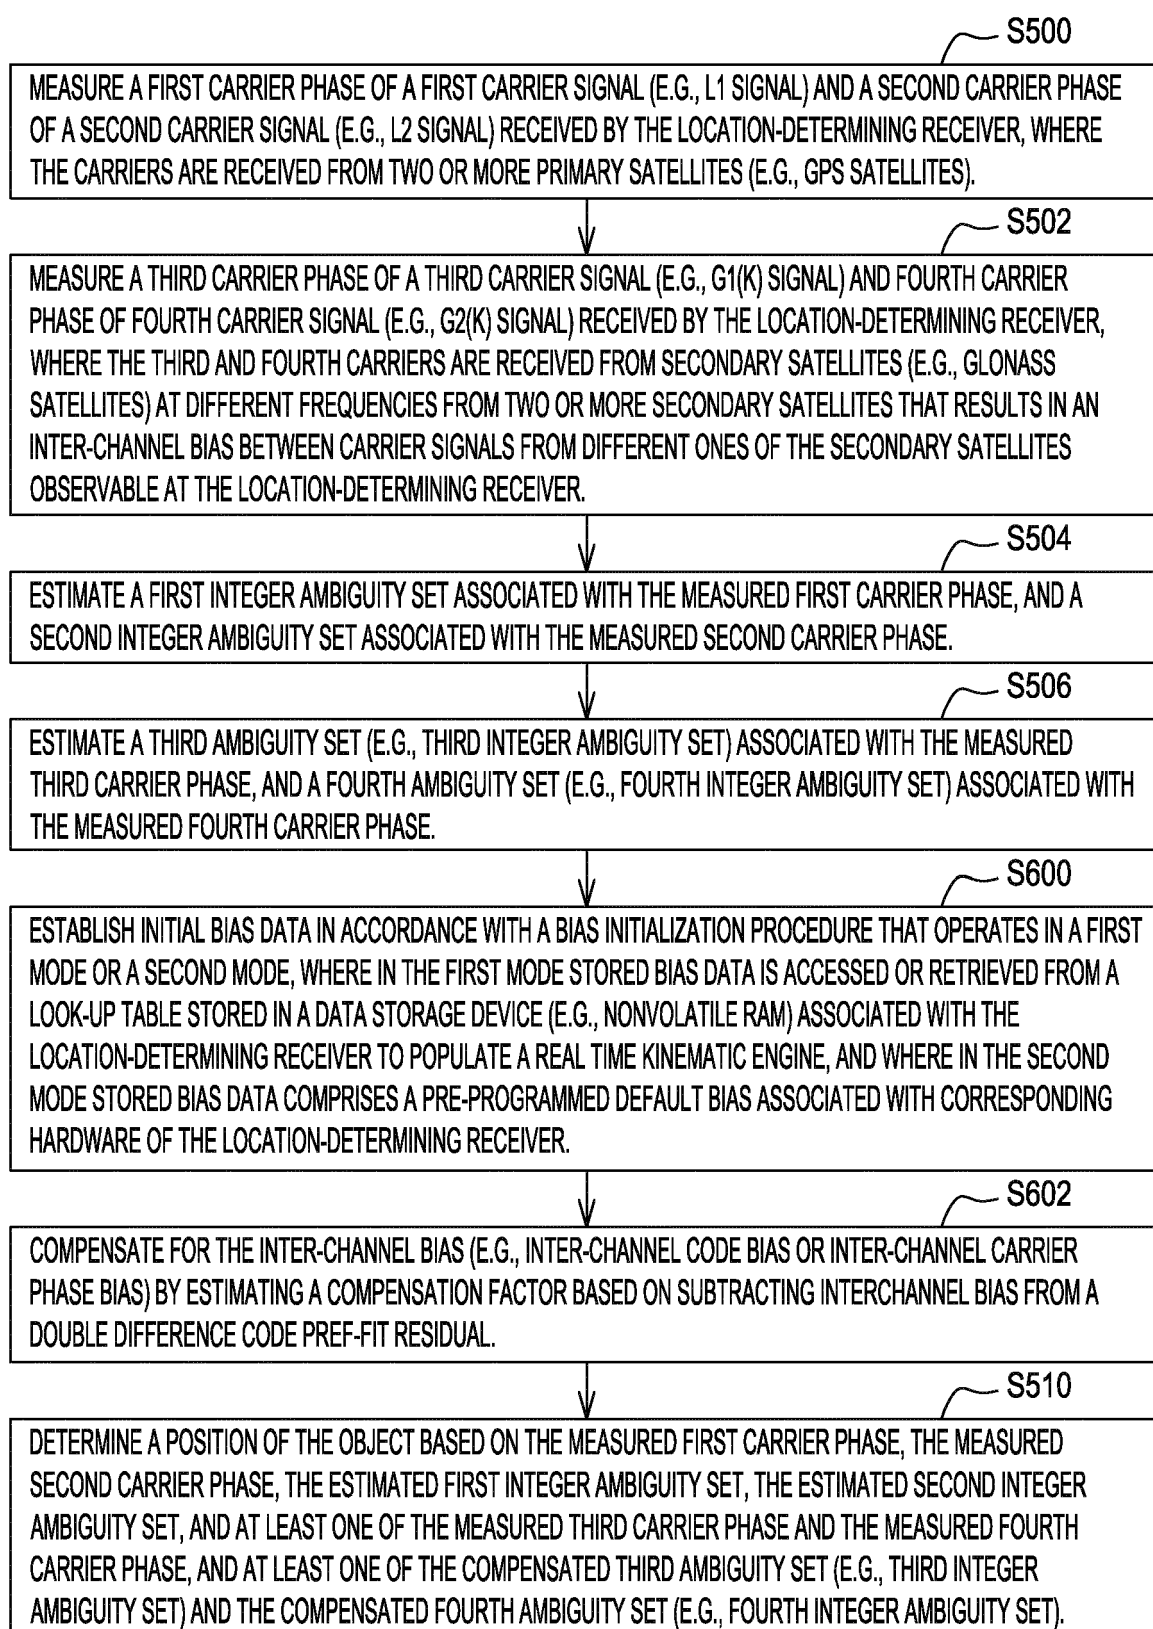 S500
MEASURE A FIRST CARRIER PHASE OF A FIRST CARRIER SIGNAL (E.G., L1 SIGNAL) AND A SECOND CARRIER PHASE
OF A SECOND CARRIER SIGNAL (E.G., L2 SIGNAL) RECEIVED BY THE LOCATION-DETERMINING RECEIVER, WHERE
THE CARRIERS ARE RECEIVED FROM TWO OR MORE PRIMARY SATELLITES (E.G., GPS SATELLITES).
S502
MEASURE A THIRD CARRIER PHASE OF A THIRD CARRIER SIGNAL (E.G., G1(K) SIGNAL) AND FOURTH CARRIER
PHASE OF FOURTH CARRIER SIGNAL (E.G., G2(K) SIGNAL) RECEIVED BY THE LOCATION-DETERMINING RECEIVER,
WHERE THE THIRD AND FOURTH CARRIERS ARE RECEIVED FROM SECONDARY SATELLITES (E.G., GLONASS
SATELLITES) AT DIFFERENT FREQUENCIES FROM TWO OR MORE SECONDARY SATELLITES THAT RESULTS IN AN
INTER-CHANNEL BIAS BETWEEN CARRIER SIGNALS FROM DIFFERENT ONES OF THE SECONDARY SATELLITES
OBSERVABLE AT THE LOCATION-DETERMINING RECEIVER.
S504
ESTIMATE A FIRST INTEGER AMBIGUITY SET ASSOCIATED WITH THE MEASURED FIRST CARRIER PHASE, AND A
SECOND INTEGER AMBIGUITY SET ASSOCIATED WITH THE MEASURED SECOND CARRIER PHASE.
S506
ESTIMATE A THIRD AMBIGUITY SET (E.G., THIRD INTEGER AMBIGUITY SET) ASSOCIATED WITH THE MEASURED
THIRD CARRIER PHASE, AND A FOURTH AMBIGUITY SET (E.G., FOURTH INTEGER AMBIGUITY SET) ASSOCIATED WITH
THE MEASURED FOURTH CARRIER PHASE.
S600
ESTABLISH INITIAL BIAS DATA IN ACCORDANCE WITH A BIAS INITIALIZATION PROCEDURE THAT OPERATES IN A FIRST
MODE OR A SECOND MODE, WHERE IN THE FIRST MODE STORED BIAS DATA IS ACCESSED OR RETRIEVED FROM A
LOOK-UP TABLE STORED IN A DATA STORAGE DEVICE (E.G., NONVOLATILE RAM) ASSOCIATED WITH THE
LOCATION-DETERMINING RECEIVER TO POPULATE A REAL TIME KINEMATIC ENGINE, AND WHERE IN THE SECOND
MODE STORED BIAS DATA COMPRISES A PRE-PROGRAMMED DEFAULT BIAS ASSOCIATED WITH CORRESPONDING
HARDWARE OF THE LOCATION-DETERMINING RECEIVER.
S602
COMPENSATE FOR THE INTER-CHANNEL BIAS (E.G., INTER-CHANNEL CODE BIAS OR INTER-CHANNEL CARRIER
PHASE BIAS) BY ESTIMATING A COMPENSATION FACTOR BASED ON SUBTRACTING INTERCHANNEL BIAS FROM A
DOUBLE DIFFERENCE CODE PREF-FIT RESIDUAL.
S510
DETERMINE A POSITION OF THE OBJECT BASED ON THE MEASURED FIRST CARRIER PHASE, THE MEASURED
SECOND CARRIER PHASE, THE ESTIMATED FIRST INTEGER AMBIGUITY SET, THE ESTIMATED SECOND INTEGER
AMBIGUITY SET, AND AT LEAST ONE OF THE MEASURED THIRD CARRIER PHASE AND THE MEASURED FOURTH
CARRIER PHASE, AND AT LEAST ONE OF THE COMPENSATED THIRD AMBIGUITY SET (E.G., THIRD INTEGER
AMBIGUITY SET) AND THE COMPENSATED FOURTH AMBIGUITY SET (E.G., FOURTH INTEGER AMBIGUITY SET).